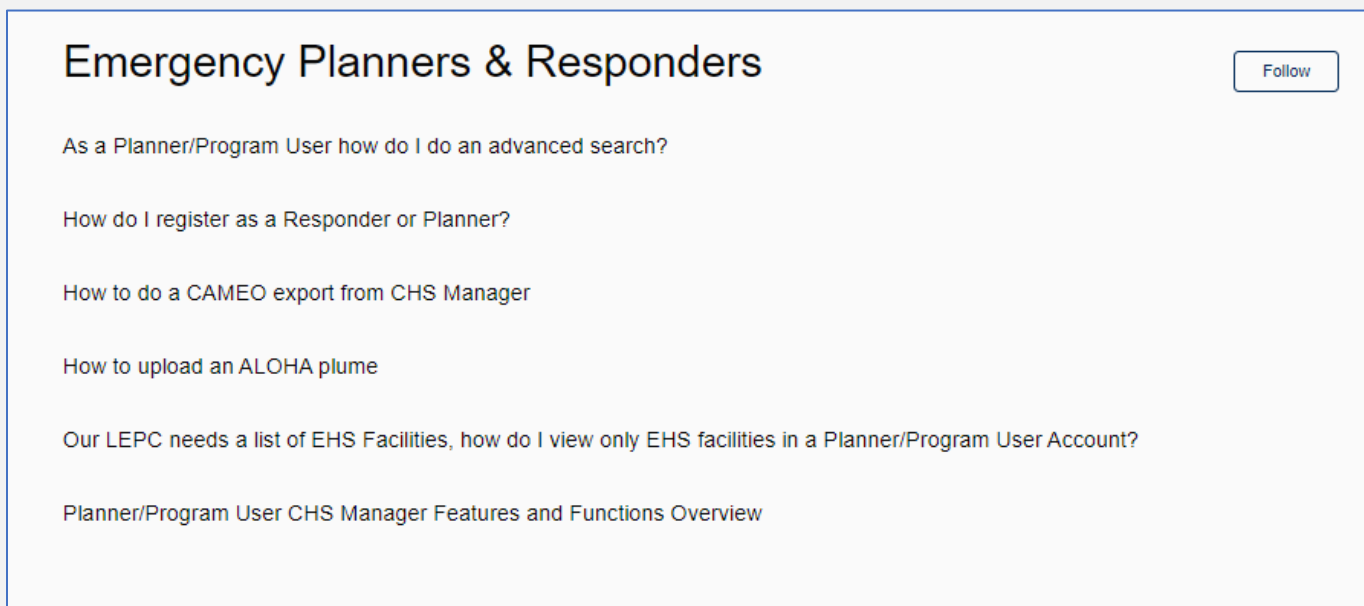 Emergency Planners & Responders
Follow
As a Planner/Program User how do I do an advanced search?
How do I register as a Responder or Planner?
How to do a CAMEO export from CHS Manager
How to upload an ALOHA plume
Our LEPC needs a list of EHS Facilities, how do I view only EHS facilities in a Planner/Program User Account?
Planner/Program User CHS Manager Features and Functions Overview